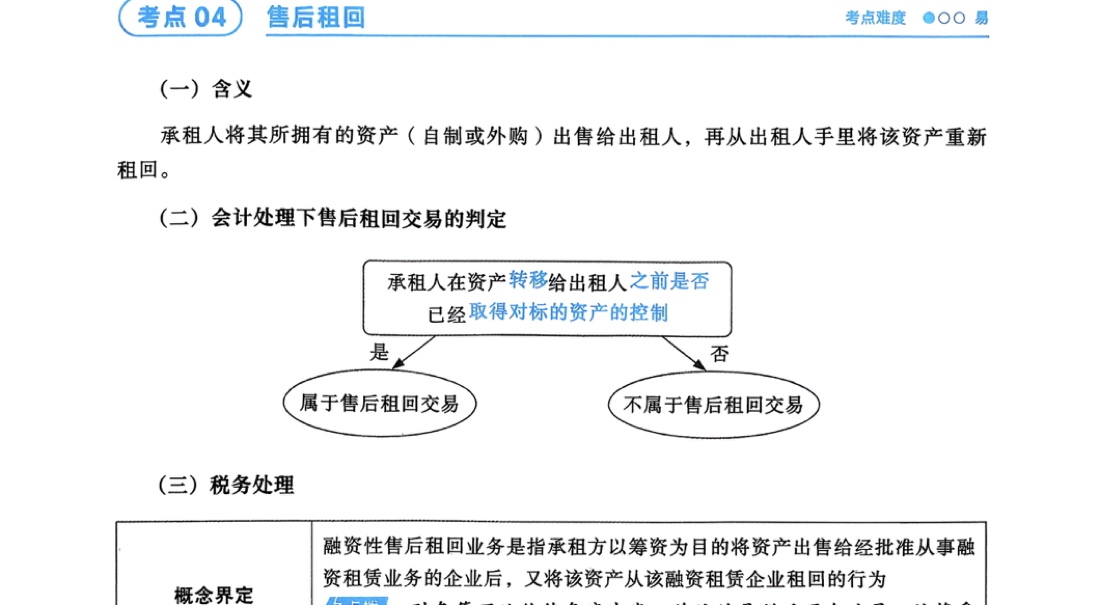 考点 04 售后租回 考点难度 易
（一）含义
承租人将其所拥有的资产（自制或外购）出售给出租人，再从出租人手里将该资产重新
租回。
（二）会计处理下售后租回交易的判定
承租人在资产转移给出租人之前是否
已经取得对标的资产的控制
是 否
属于售后租回交易 不属于售后租回交易
（三）税务处理
融资性售后租回业务是指承租方以筹资为目的将资产出售给经批准从事融
资租赁业务的企业后，又将该资产从该融资租赁企业租回的行为
概念界定